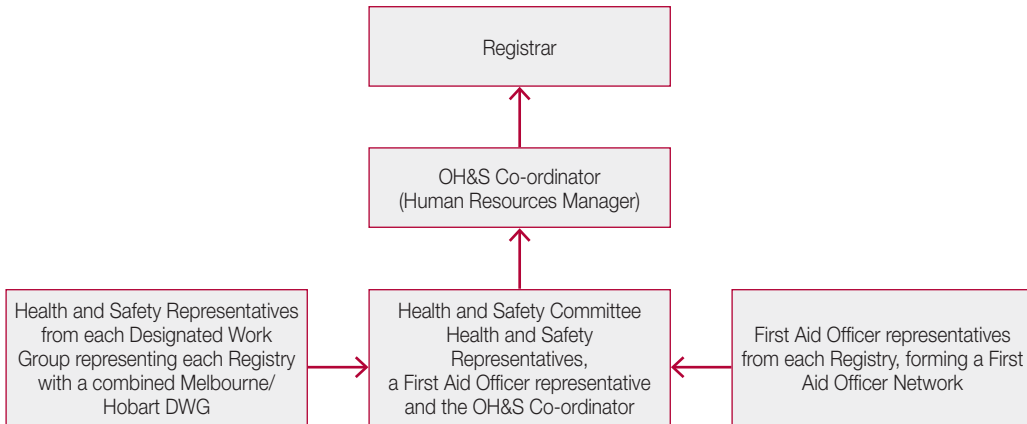 Registrar
OH&S Co-ordinator
(Human Resources Manager)
Health and Safety Representatives
from each Designated Work
Group representing each Registry
with a combined Melbourne/
Hobart DWG
Health and Safety Committee
Health and Safety
Representatives,
a First Aid Officer representative
and the OH&S Co-ordinator
First Aid Officer representatives
from each Registry, forming a First
Aid Officer Network